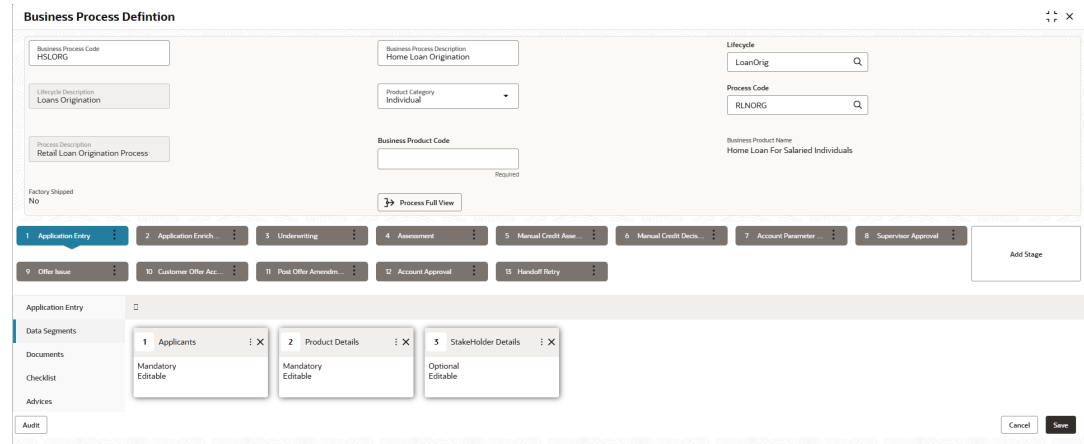 Business Process Defintion
Business Process Code
HSLORG
Business Process Description
Home Loan Origination
Lifecycle
LoanOrig
Lifecycle Description
Loans Origination
Product Category
Individual
Process Code
RLNORG
Process Description
Retail Loan Origination Process
Business Product Code
Required
Business Product Name
Home Loan For Salaried Individuals
Factory Shipped
No
Process Full View
1 Application Entry
2 Application Enrich...
3 Underwriting
4 Assessment
5 Manual Credit Asse...
6 Manual Credit Decis...
7 Account Parameter ...
8 Supervisor Approval
Add Stage
9 Offer Issue
10 Customer Offer Acc...
11 Post Offer Amendm...
12 Account Approval
13 Handoff Retry
Application Entry
Data Segments
Documents
Checklist
Advices
1 Applicants
Mandatory
Editable
2 Product Details
Mandatory
Editable
3 StakeHolder Details
Optional
Editable
Audit
Cancel
Save